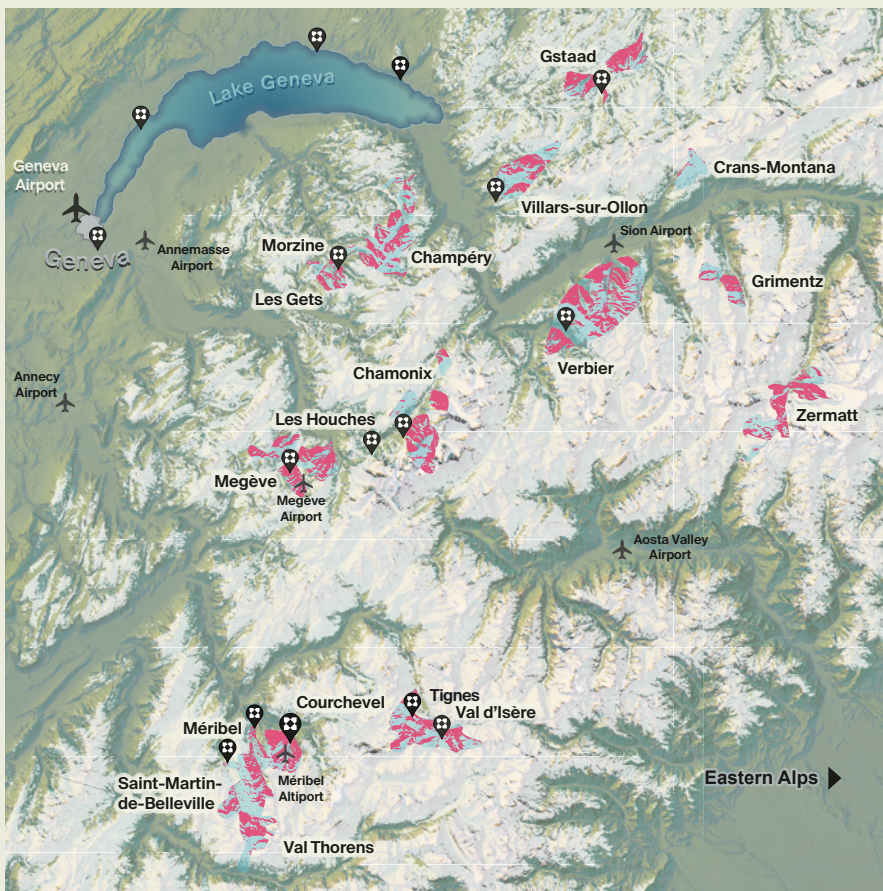 Gstaad
Lake Geneva
Geneva
Airport
Crans-Montana
Villars-sur-Ollon
Sion Airport
Morzine
Annemasse
Airport
Geneva
Champéry
Les Gets
Grimentz
Verbier
Chamonix
Annecy
Airport
Zermatt
Les Houches
Megève
Megève
Airport
Aosta Valley
Airport
Tignes
Courchevel
Val d'Isère
Méribel
Eastern Alps
Saint-Martin-
de-Belleville
Méribel
Altiport
Val Thorens